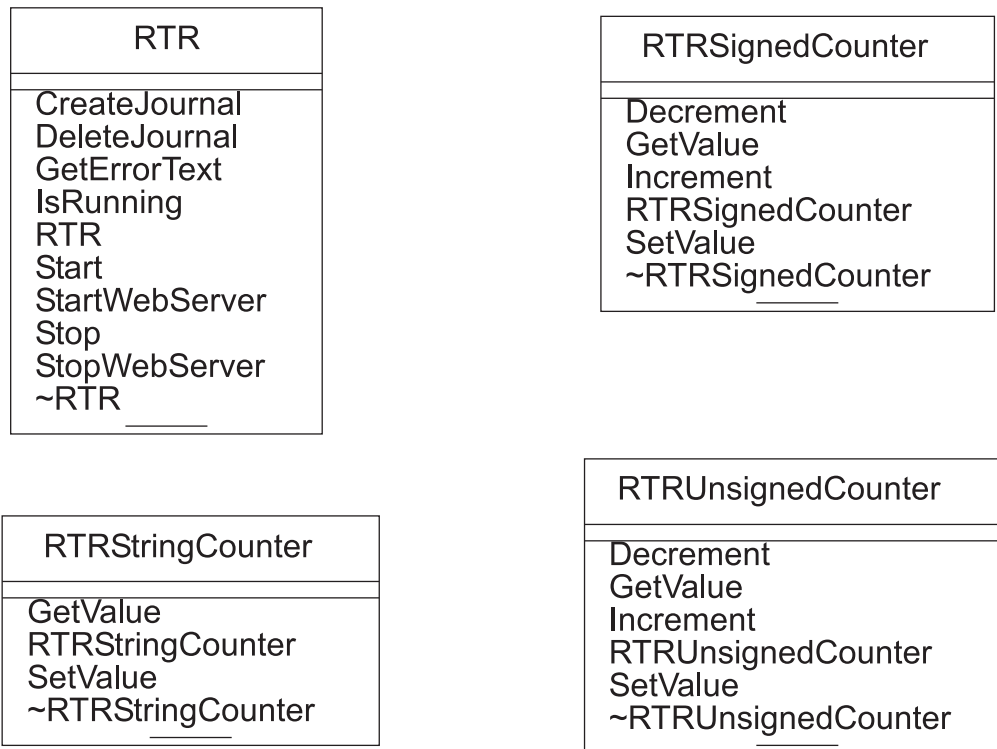 RTR
CreateJournal
DeleteJournal
GetErrorText
IsRunning
RTR
Start
StartWebServer
Stop
StopWebServer
~RTR
RTRSignedCounter
Decrement
GetValue
Increment
RTRSignedCounter
SetValue
~RTRSignedCounter
RTRStringCounter
GetValue
RTRStringCounter
SetValue
~RTRStringCounter
RTRUnsignedCounter
Decrement
GetValue
Increment
RTRUnsignedCounter
SetValue
~RTRUnsignedCounter